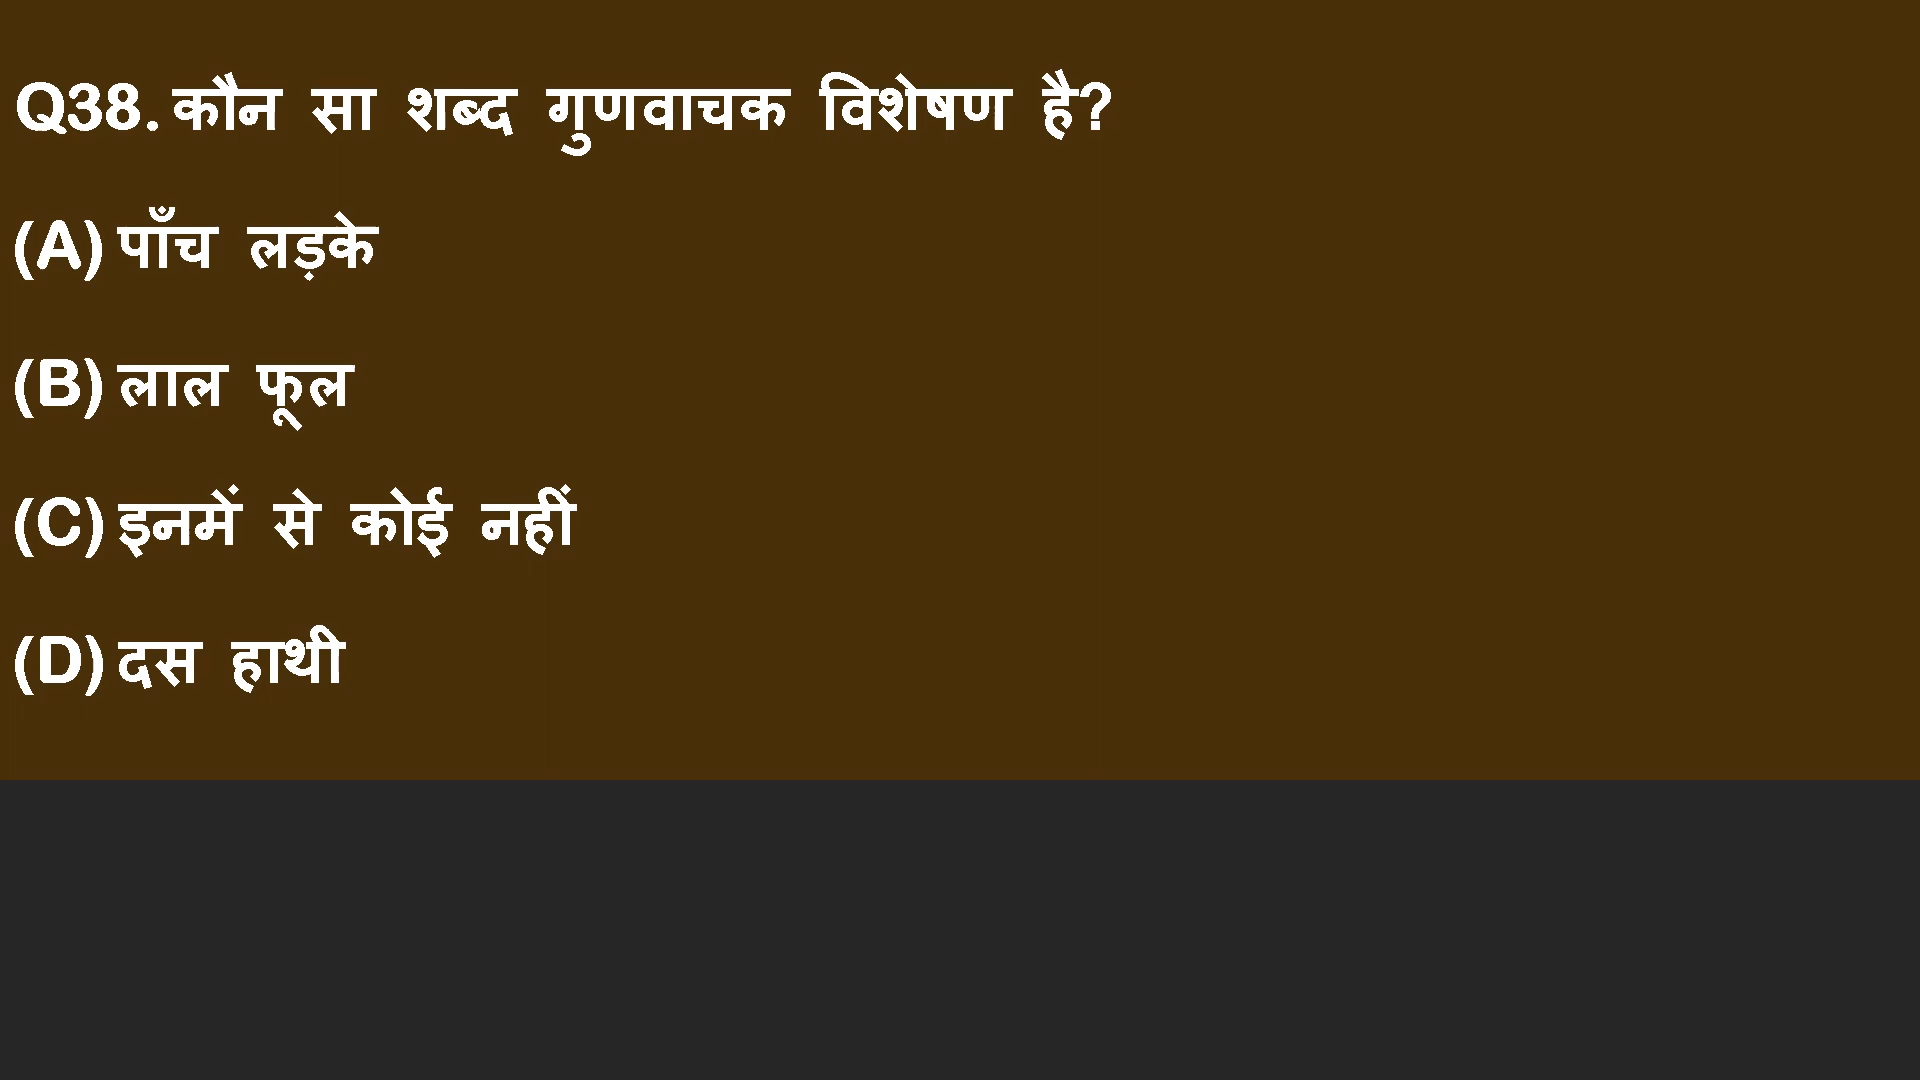 Q38. कौन सा शब्द गुणवाचक विशेषण है?
(A) पाँच लड़के
(B) लाल फूल
(C) इनमें से कोई नहीं
(D) दस हाथी